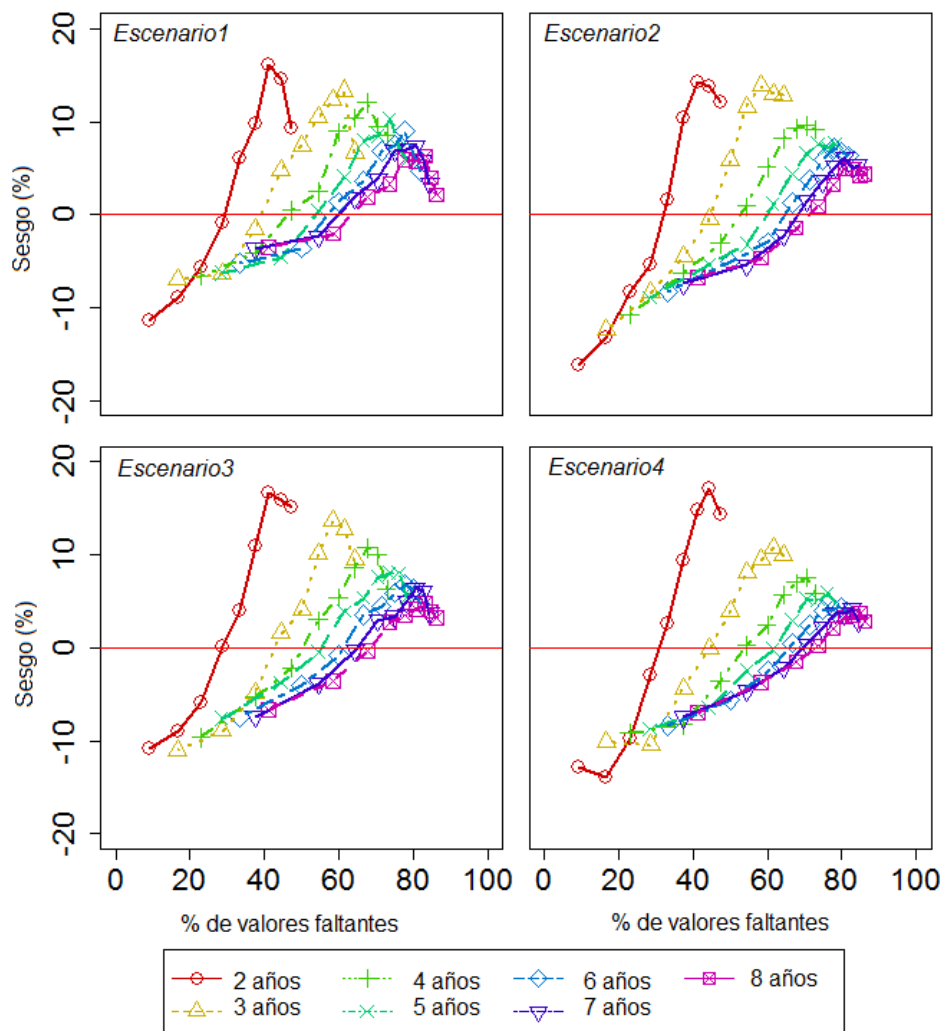 Escenario1
Escenario2
20
10
0
-10
-20
Sesgo (%)
Escenario3
Escenario4
20
10
0
-10
-20
Sesgo (%)
0 20 40 60 80 100
0 20 40 60 80 100
% de valores faltantes
% de valores faltantes
2 años 4 años 6 años 8 años
3 años 5 años 7 años